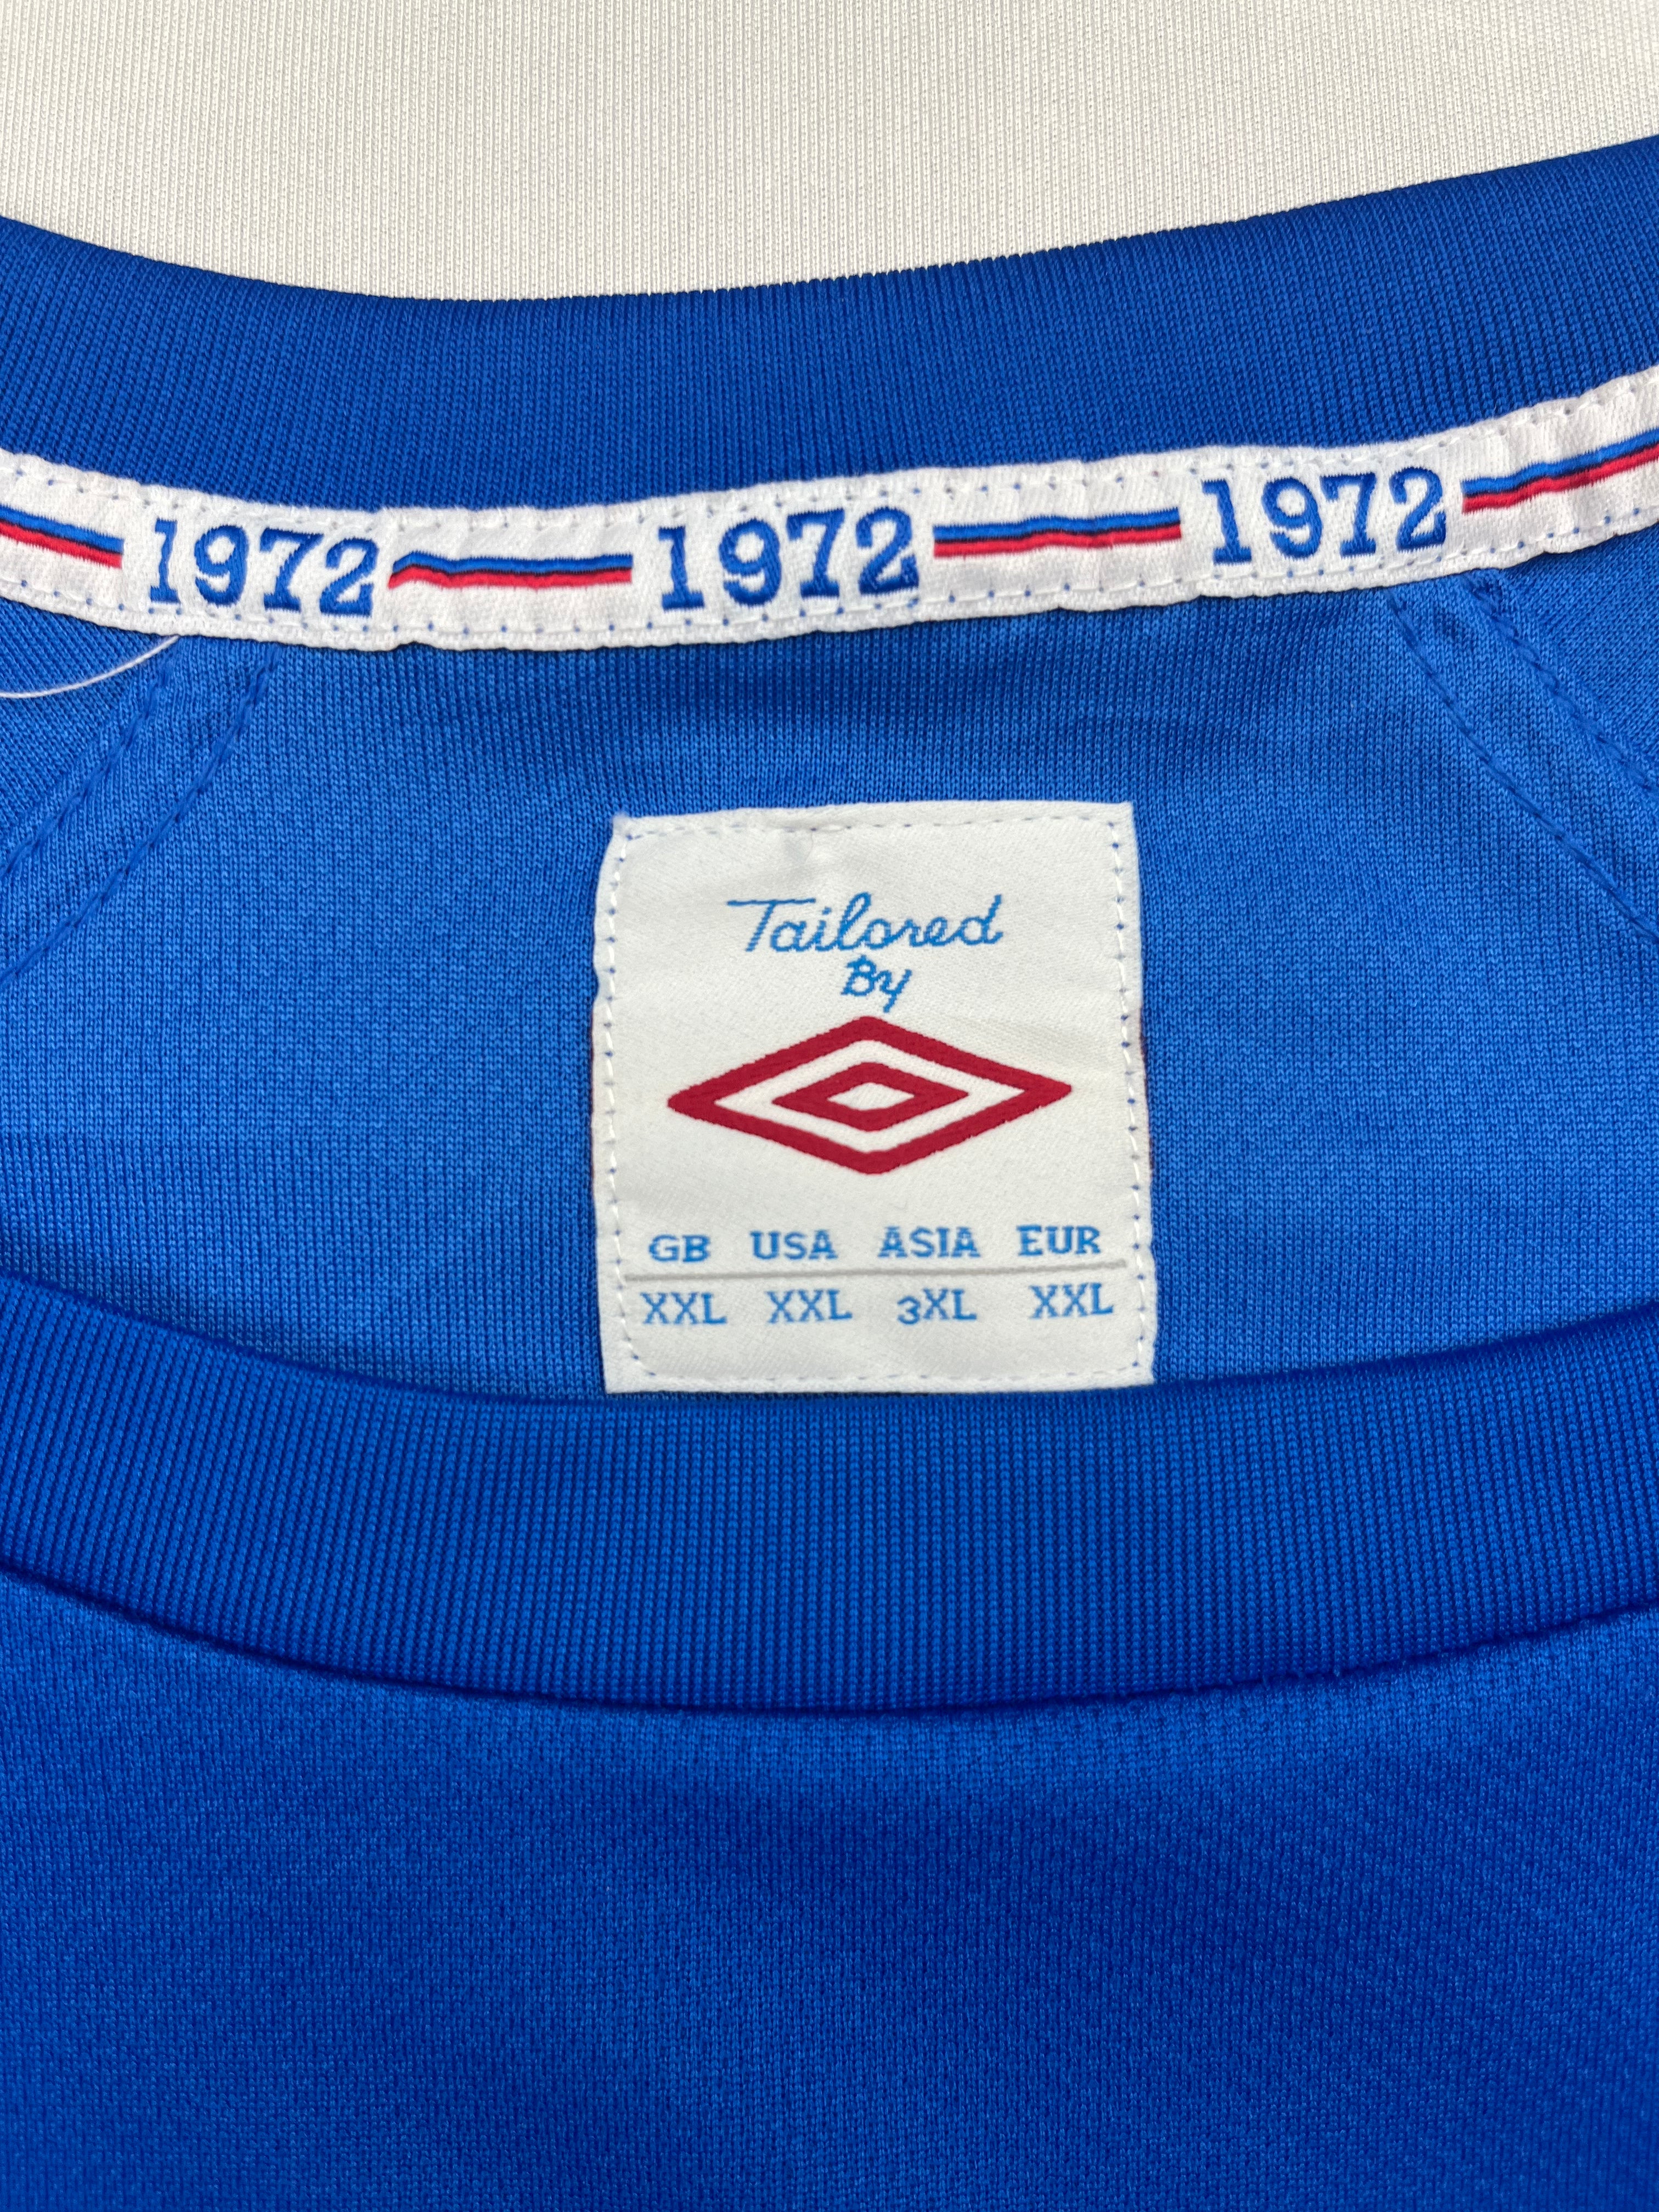 1972 1972 1972
Tailored
By
GB USA ASIA EUR
XXL XXL 3XL XXL